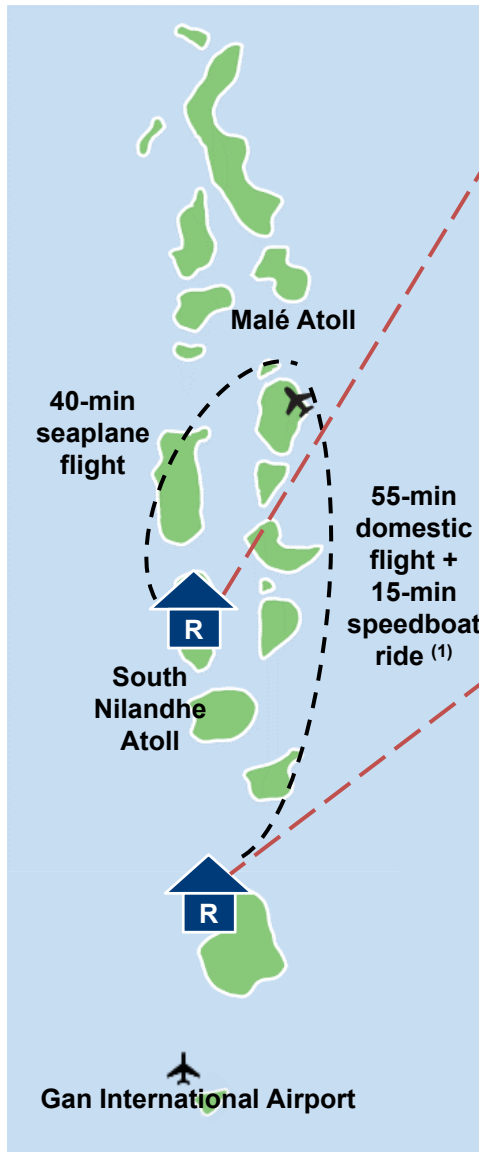 Malé Atoll
40-min
seaplane
flight
55-min
domestic
flight +
15-min
speedboat
ride (1)
R
South
Nilandhe
Atoll
R
Gan International Airport